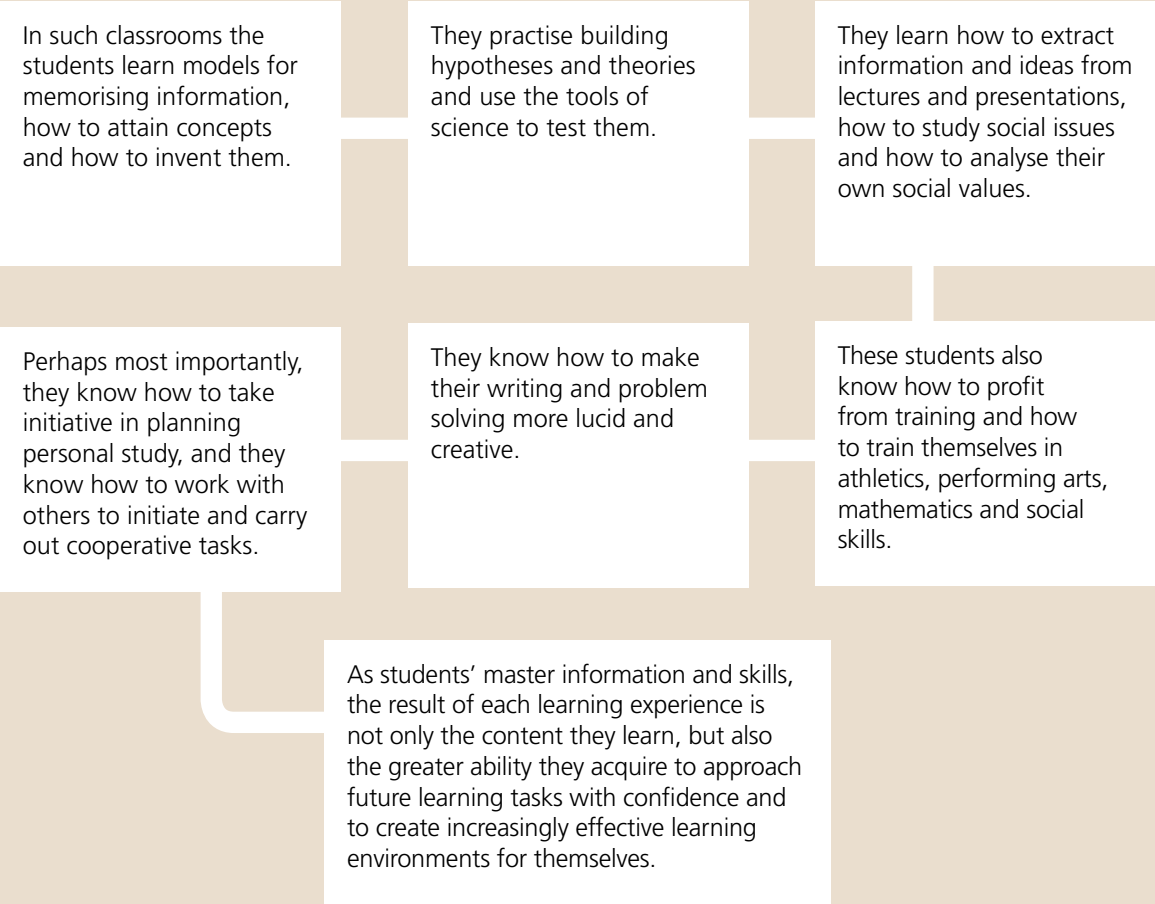 In such classrooms the
students learn models for
memorising information,
how to attain concepts
and how to invent them.
They practise building
hypotheses and theories
and use the tools of
science to test them.
They learn how to extract
information and ideas from
lectures and presentations,
how to study social issues
and how to analyse their
own social values.
These students also
know how to profit
from training and how
to train themselves in
athletics, performing arts,
mathematics and social
skills.
They know how to make
their writing and problem
solving more lucid and
creative.
Perhaps most importantly,
they know how to take
initiative in planning
personal study, and they
know how to work with
others to initiate and carry
out cooperative tasks.
As students’ master information and skills,
the result of each learning experience is
not only the content they learn, but also
the greater ability they acquire to approach
future learning tasks with confidence and
to create increasingly effective learning
environments for themselves.